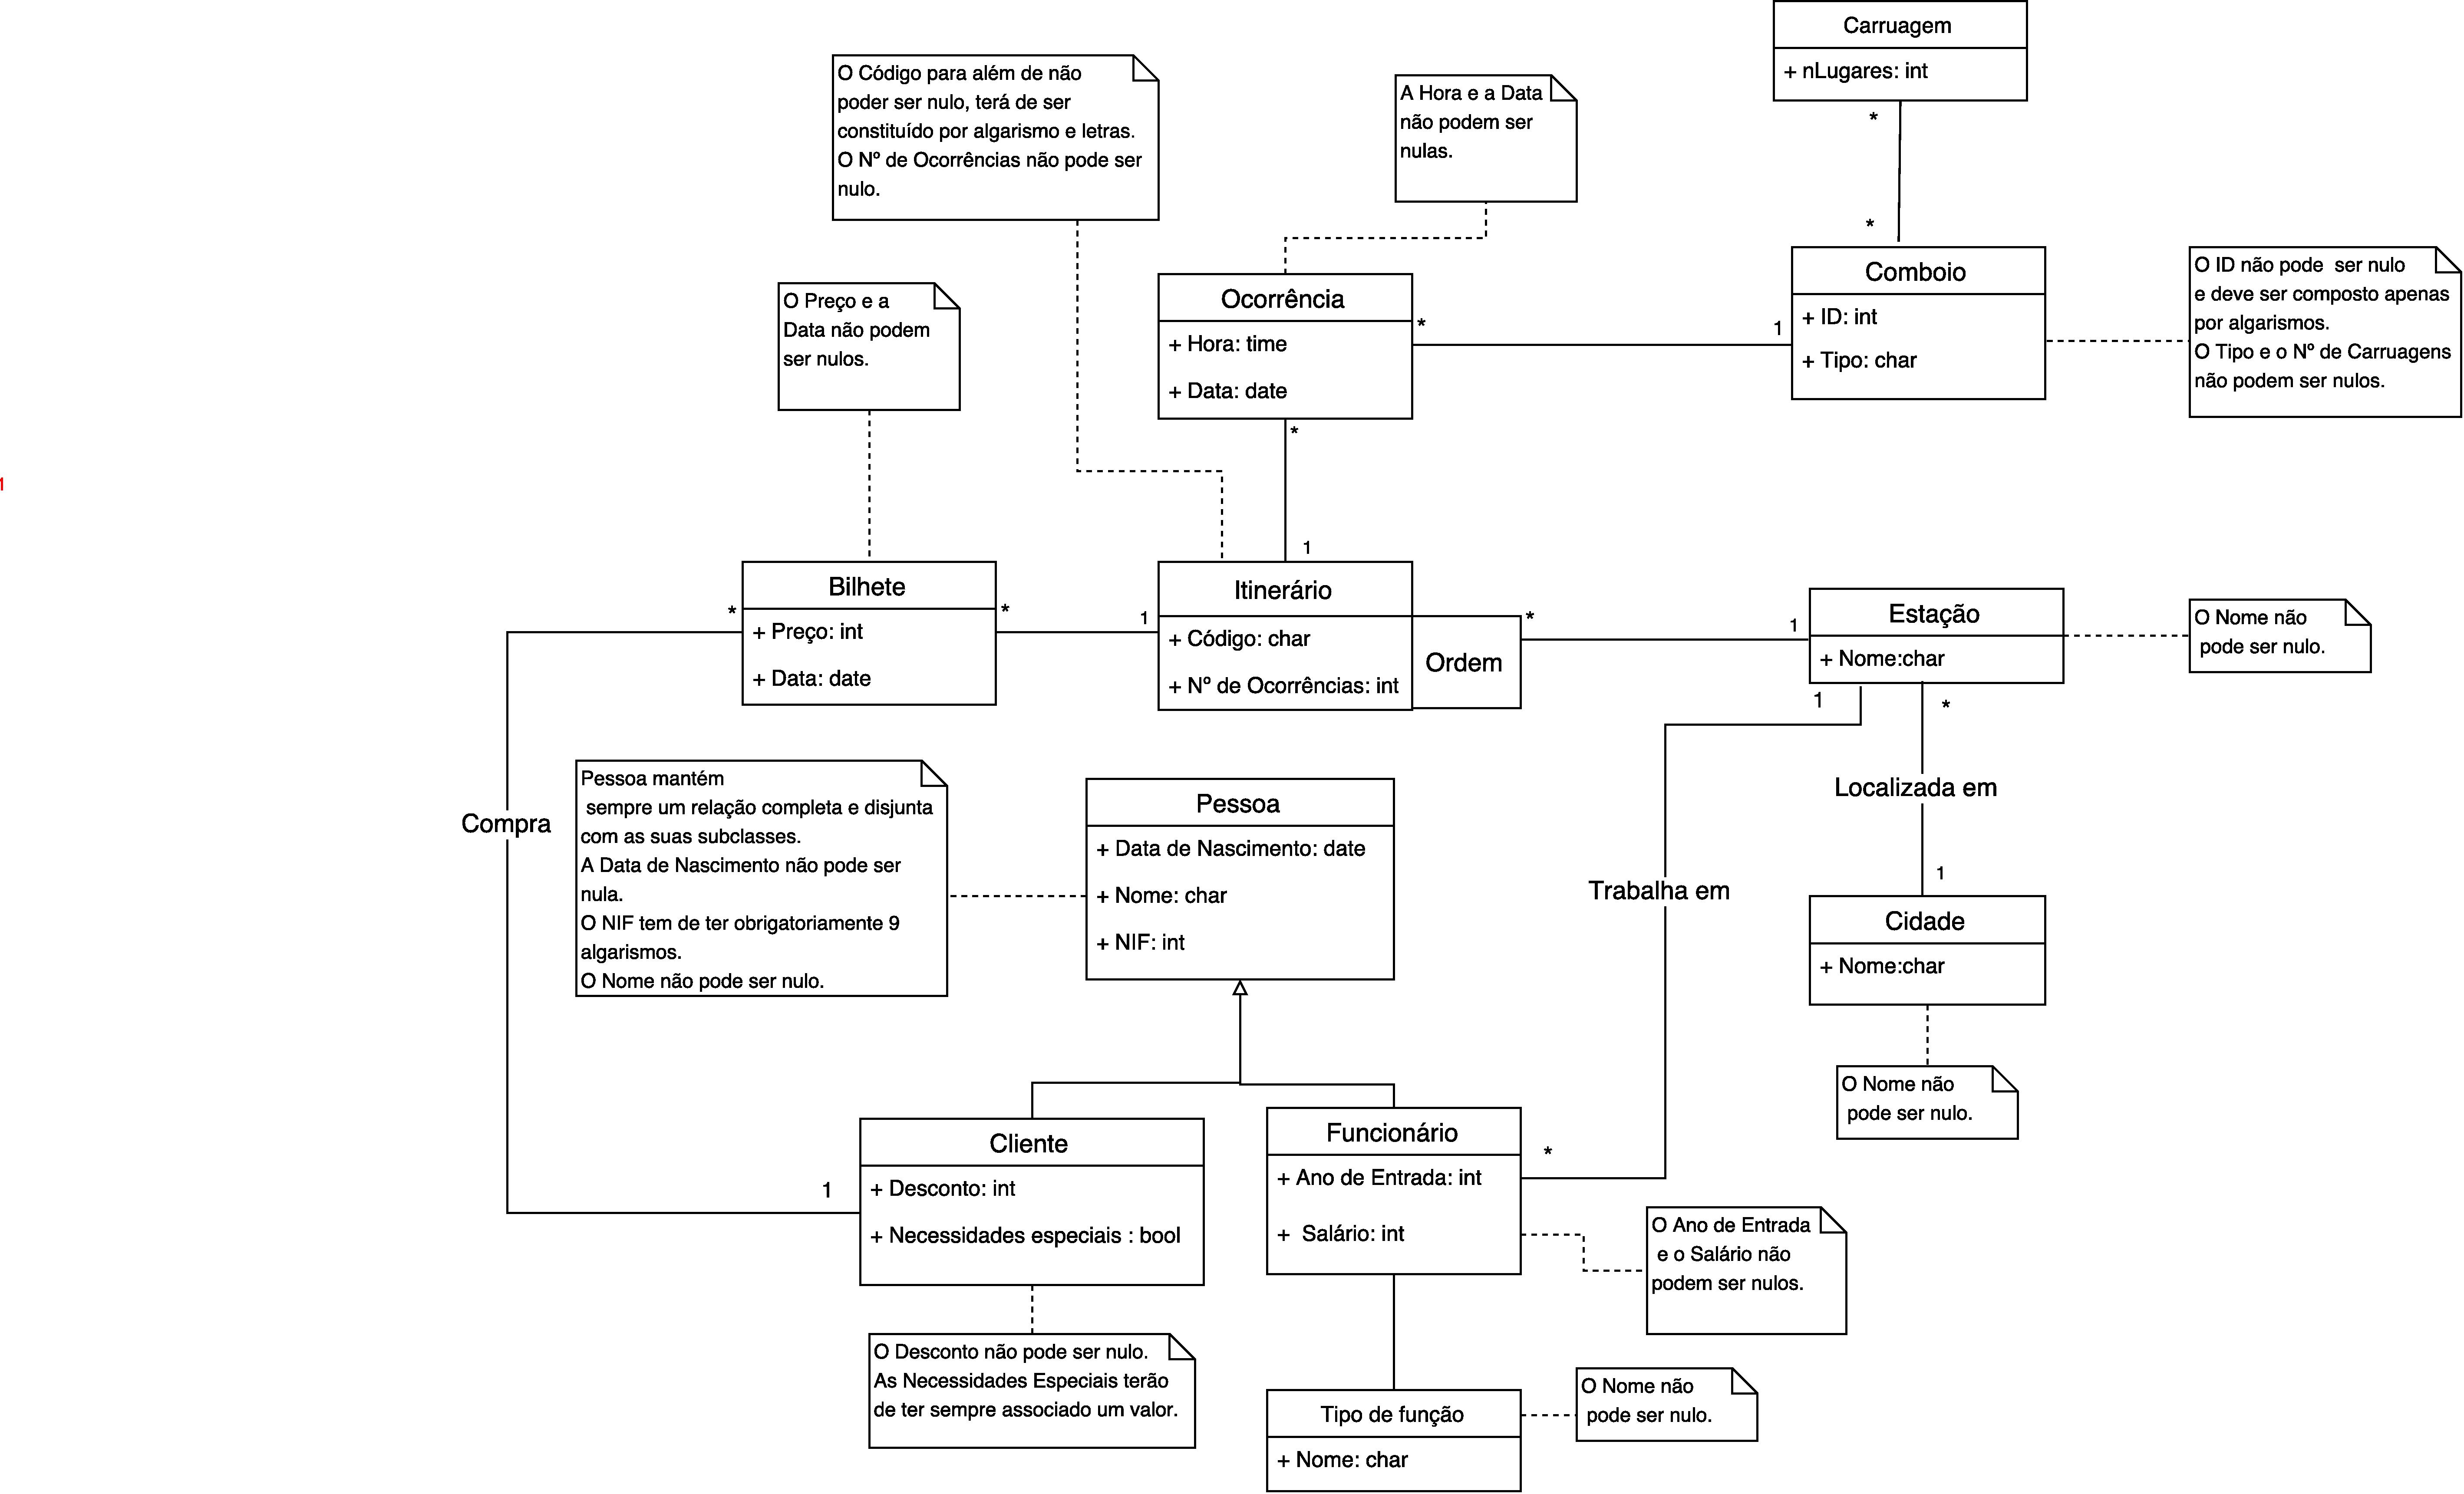 Carruagem
+ nLugares: int
*
*
O Código para além de não
poder ser nulo, terá de ser
constituído por algarismo e letras.
O Nº de Ocorrências não pode ser
nulo.
A Hora e a Data
não podem ser
nulas.
Comboio
+ ID: int
+ Tipo: char
O ID não pode  ser nulo
e deve ser composto apenas
por algarismos.
O Tipo e o Nº de Carruagens
não podem ser nulos.
Ocorrência
+ Hora: time
+ Data: date
*
1
*
1
O Preço e a
Data não podem
ser nulos.
1
Bilhete
+ Preço: int
+ Data: date
*
*
1
Itinerário
+ Código: char
+ Nº de Ocorrências: int
Ordem
*
1
Estação
+ Nome:char
O Nome não
pode ser nulo.
1
*
Localizada em
1
Compra
Pessoa mantém
sempre um relação completa e disjunta
com as suas subclasses.
A Data de Nascimento não pode ser
nula.
O NIF tem de ter obrigatoriamente 9
algarismos.
O Nome não pode ser nulo.
Pessoa
+ Data de Nascimento: date
+ Nome: char
+ NIF: int
Trabalha em
Cidade
+ Nome:char
O Nome não
pode ser nulo.
Cliente
+ Desconto: int
+ Necessidades especiais : bool
1
Funcionário
+ Ano de Entrada: int
+  Salário: int
*
O Ano de Entrada
e o Salário não
podem ser nulos.
O Desconto não pode ser nulo.
As Necessidades Especiais terão
de ter sempre associado um valor.
Tipo de função
+ Nome: char
O Nome não
pode ser nulo.